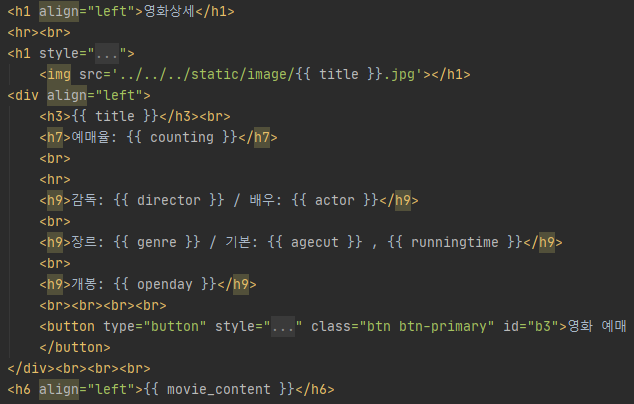 <h1 align="left">영화상세</h1>
<hr><br>
<h1 style="...">
<img src='../../../static/image/{{ title }}.jpg'></h1>
<div align="left">
<h3>{{ title }}</h3><br>
<h7>예매율: {{ counting }}</h7>
<br>
<hr>
<h9>감독: {{ director }} / 배우: {{ actor }}</h9>
<br>
<h9>장르: {{ genre }} / 기본: {{ agecut }} , {{ runningtime }}</h9>
<br>
<h9>개봉: {{ openday }}</h9>
<br><br><br><br>
<button type="button" style="..." class="btn btn-primary" id="b3">영화 예매
</button>
</div><br><br><br>
<h6 align="left">{{ movie_content }}</h6>